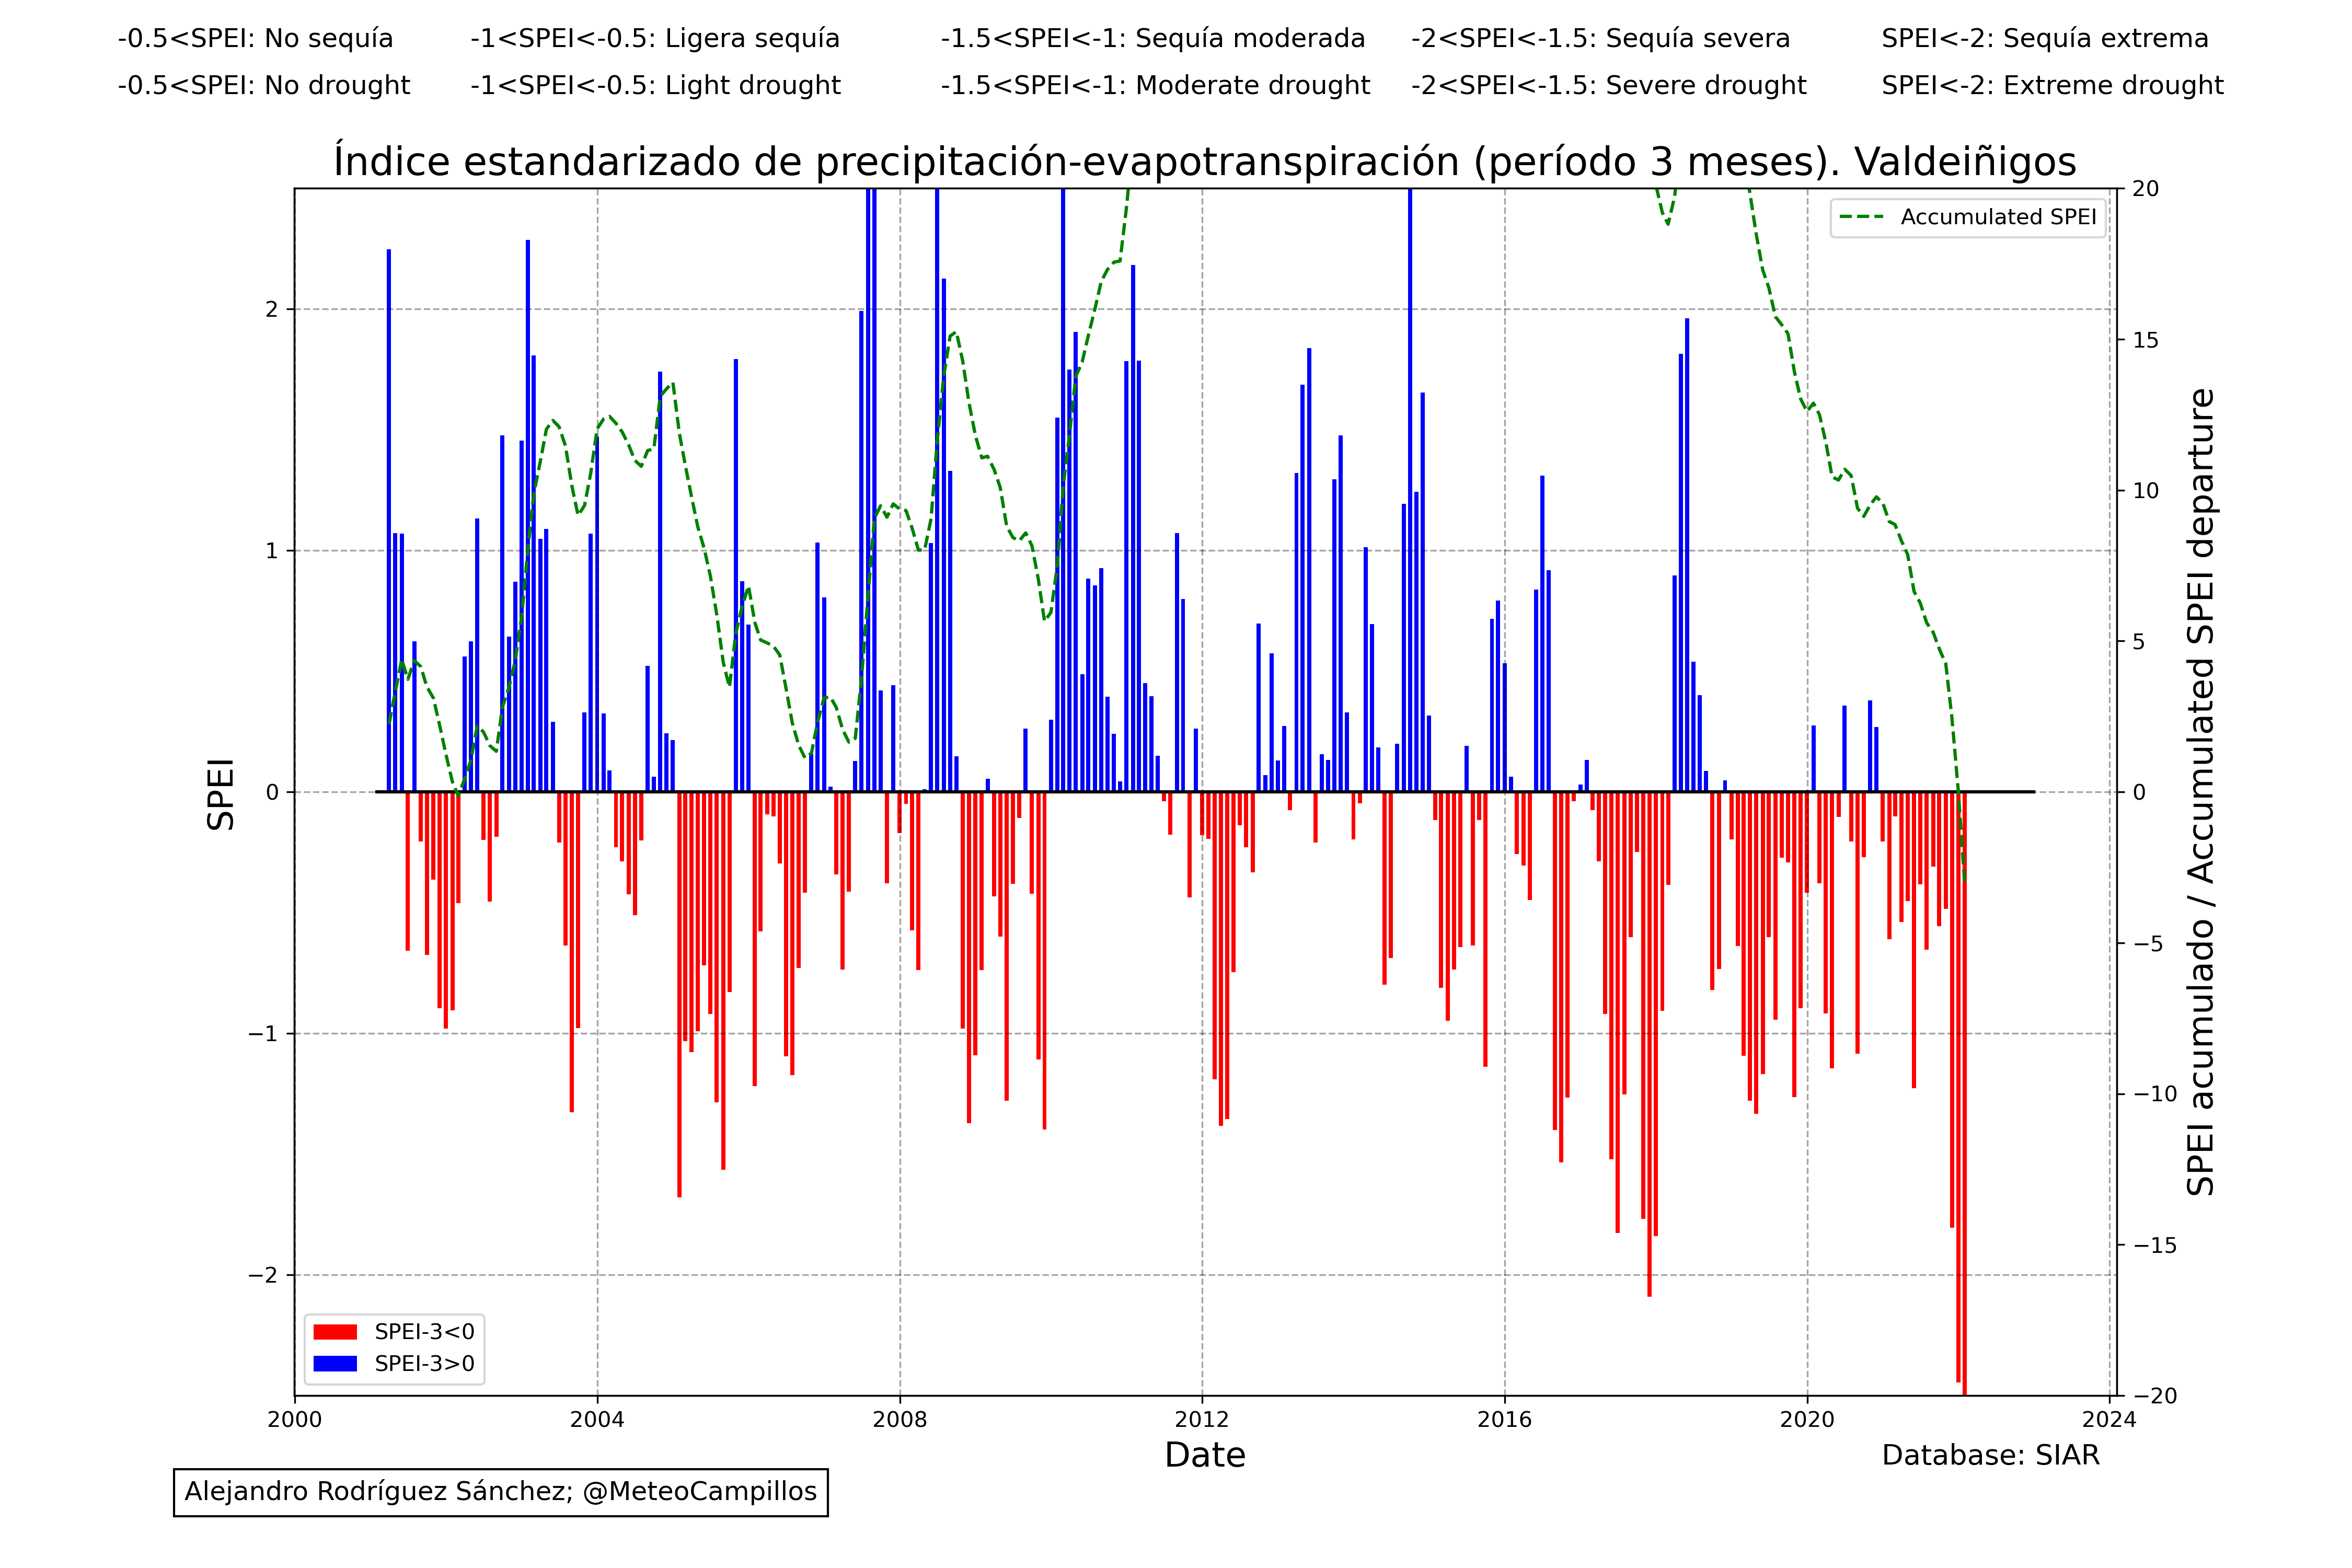 -0.5<SPEI: No sequía -1<SPEI<-0.5: Ligera sequía -1.5<SPEI<-1: Sequía moderada -2<SPEI<-1.5: Sequía severa SPEI<-2: Sequía extrema
-0.5<SPEI: No drought -1<SPEI<-0.5: Light drought -1.5<SPEI<-1: Moderate drought -2<SPEI<-1.5: Severe drought SPEI<-2: Extreme drought
Índice estandarizado de precipitación-evapotranspiración (período 3 meses). Valdeiñigos
Accumulated SPEI
SPEI
2
1
0
−1
−2
20
15
10
5
0
−5
−10
−15
−20
SPEI acumulado / Accumulated SPEI departure
SPEI-3<0
SPEI-3>0
2000 2004 2008 2012 2016 2020 2024
Date
Database: SIAR
Alejandro Rodríguez Sánchez; @MeteoCampillos